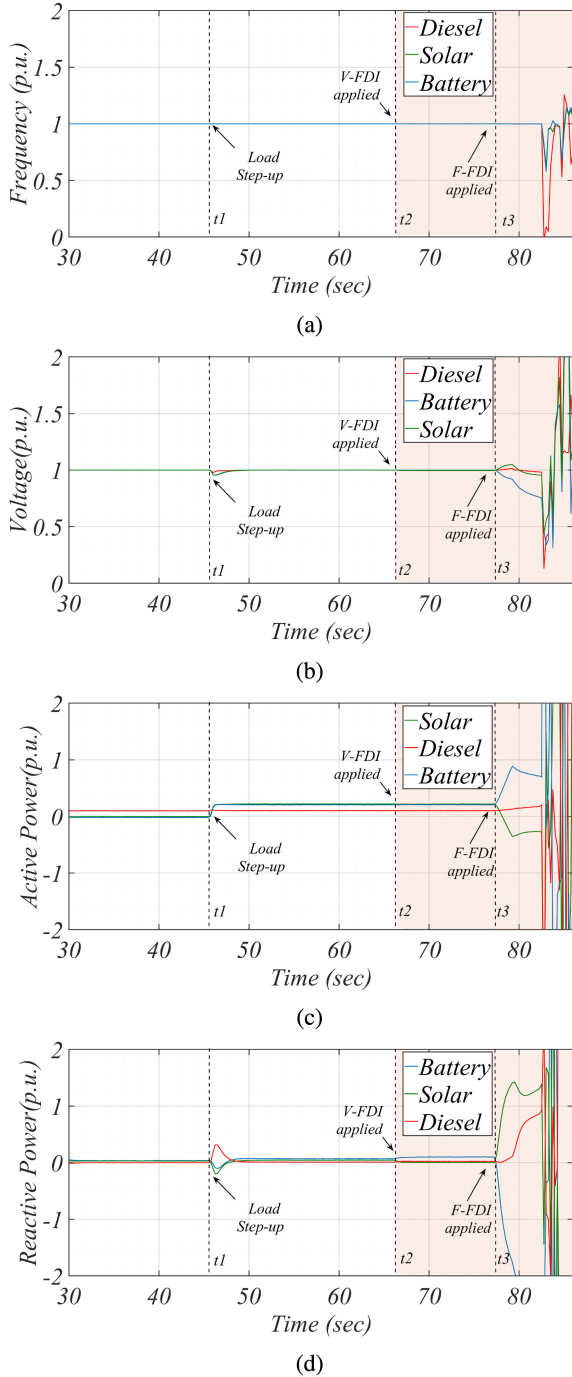 2
1.5
1
0.5
0
Frequency (p.u.)
Diesel
Solar
Battery
V-FDI
applied
Load
Step-up
F-FDI
applied
t1
t2
t3
30 40 50 60 70 80
Time (sec)
(a)
2
1.5
1
0.5
0
Voltage(p.u.)
Diesel
Battery
Solar
V-FDI
applied
Load
Step-up
F-FDI
applied
t1
t2
t3
30 40 50 60 70 80
Time (sec)
(b)
2
1
0
-1
-2
Active Power(p.u.)
Solar
Diesel
Battery
V-FDI
applied
Load
Step-up
F-FDI
applied
t1
t2
t3
30 40 50 60 70 80
Time (sec)
(c)
2
1
0
-1
-2
Reactive Power(p.u.)
Battery
Solar
Diesel
V-FDI
applied
Load
Step-up
F-FDI
applied
t1
t2
t3
30 40 50 60 70 80
Time (sec)
(d)